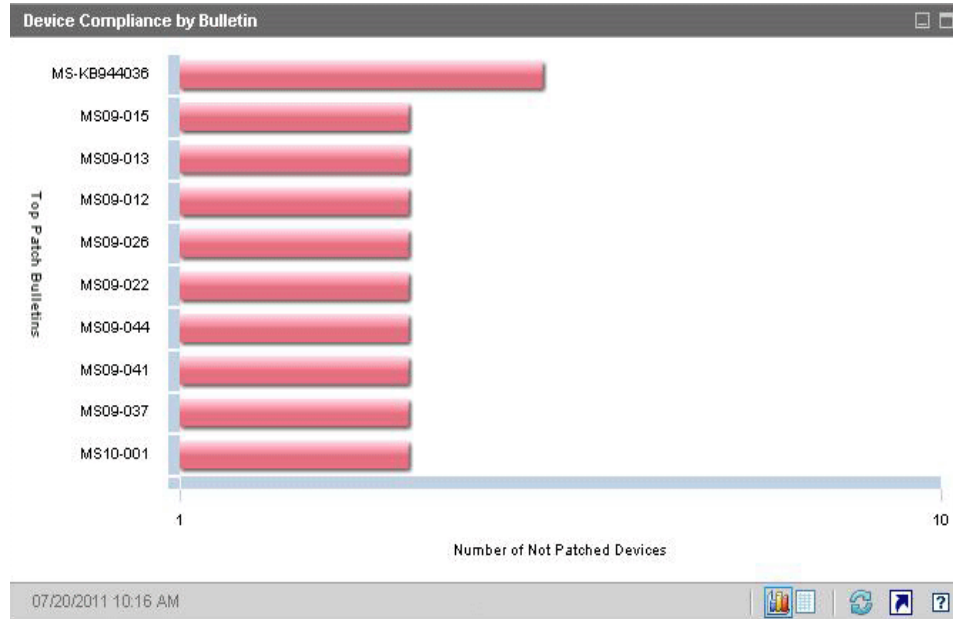 Device Compliance by Bulletin
MS-KB944036
MS09-015
MS09-013
MS09-012
MS09-026
MS09-022
MS09-044
MS09-041
MS09-037
MS10-001
Top Patch Bulletins
1
10
Number of Not Patched Devices
07/20/2011 10:16 AM
?